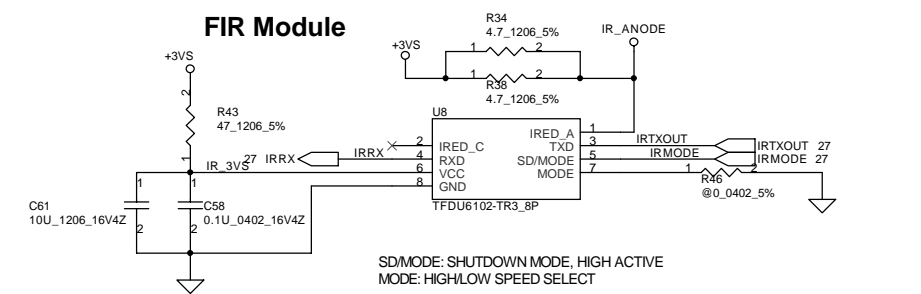 FIR Module
R34
4.7_1206_5%
IR_ANODE
+3VS
1 2
+3VS
1 2
R38
4.7_1206_5%
2
R43
47_1206_5%
1
U8
IRED_A 1
2 IRED_C TXD 3 IRTXOUT IRTXOUT 27
27 IRRX IRRX 4 RXD SD/MODE 5 IRMODE IRMODE 27
IR_3VS 6 VCC MODE 7 1 2
8 GND R46
@0_0402_5%
TFDU6102-TR3_8P
1 1
C61 C58
10U_1206_16V4Z 0.1U_0402_16V4Z
2 2
SD/MODE: SHUTDOWN MODE, HIGH ACTIVE
MODE: HIGH/LOW SPEED SELECT